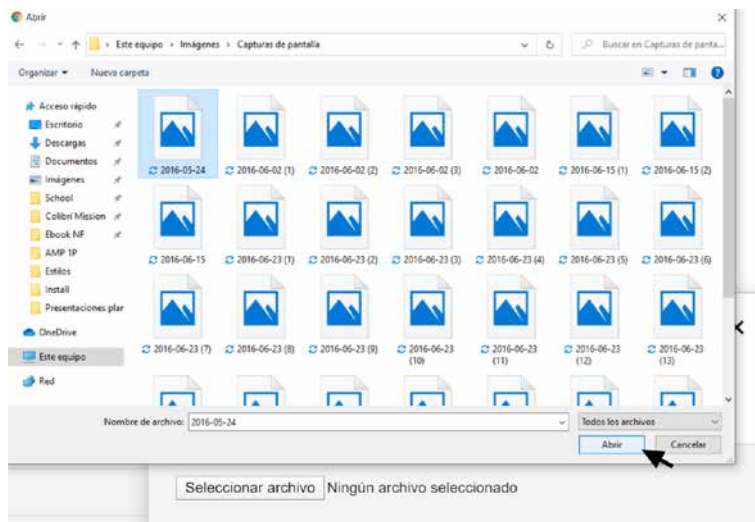 Abrir
Este equipo › Imágenes › Capturas de pantalla
Buscar en Capturas de panta...
Organizar
Nueva carpeta
Acceso rápido
Escritorio
Descargas
Documentos
Imágenes
School
Colibri Mission
Ebook NF
AMP 1P
Estilos
Install
Presentaciones plar
OneDrive
Este equipo
Red
2016-05-24
2016-06-02 (1)
2016-06-02 (2)
2016-06-02 (3)
2016-06-02
2016-06-15 (1)
2016-06-15 (2)
2016-06-15
2016-06-23 (1)
2016-06-23 (2)
2016-06-23 (3)
2016-06-23 (4)
2016-06-23 (5)
2016-06-23 (6)
2016-06-23 (7)
2016-06-23 (8)
2016-06-23 (9)
2016-06-23
(10)
2016-06-23
(11)
2016-06-23
(12)
2016-06-23
(13)
Nombre de archivo: 2016-05-24
Todos los archivos
Abrir
Cancelar
Seleccionar archivo Ningún archivo seleccionado